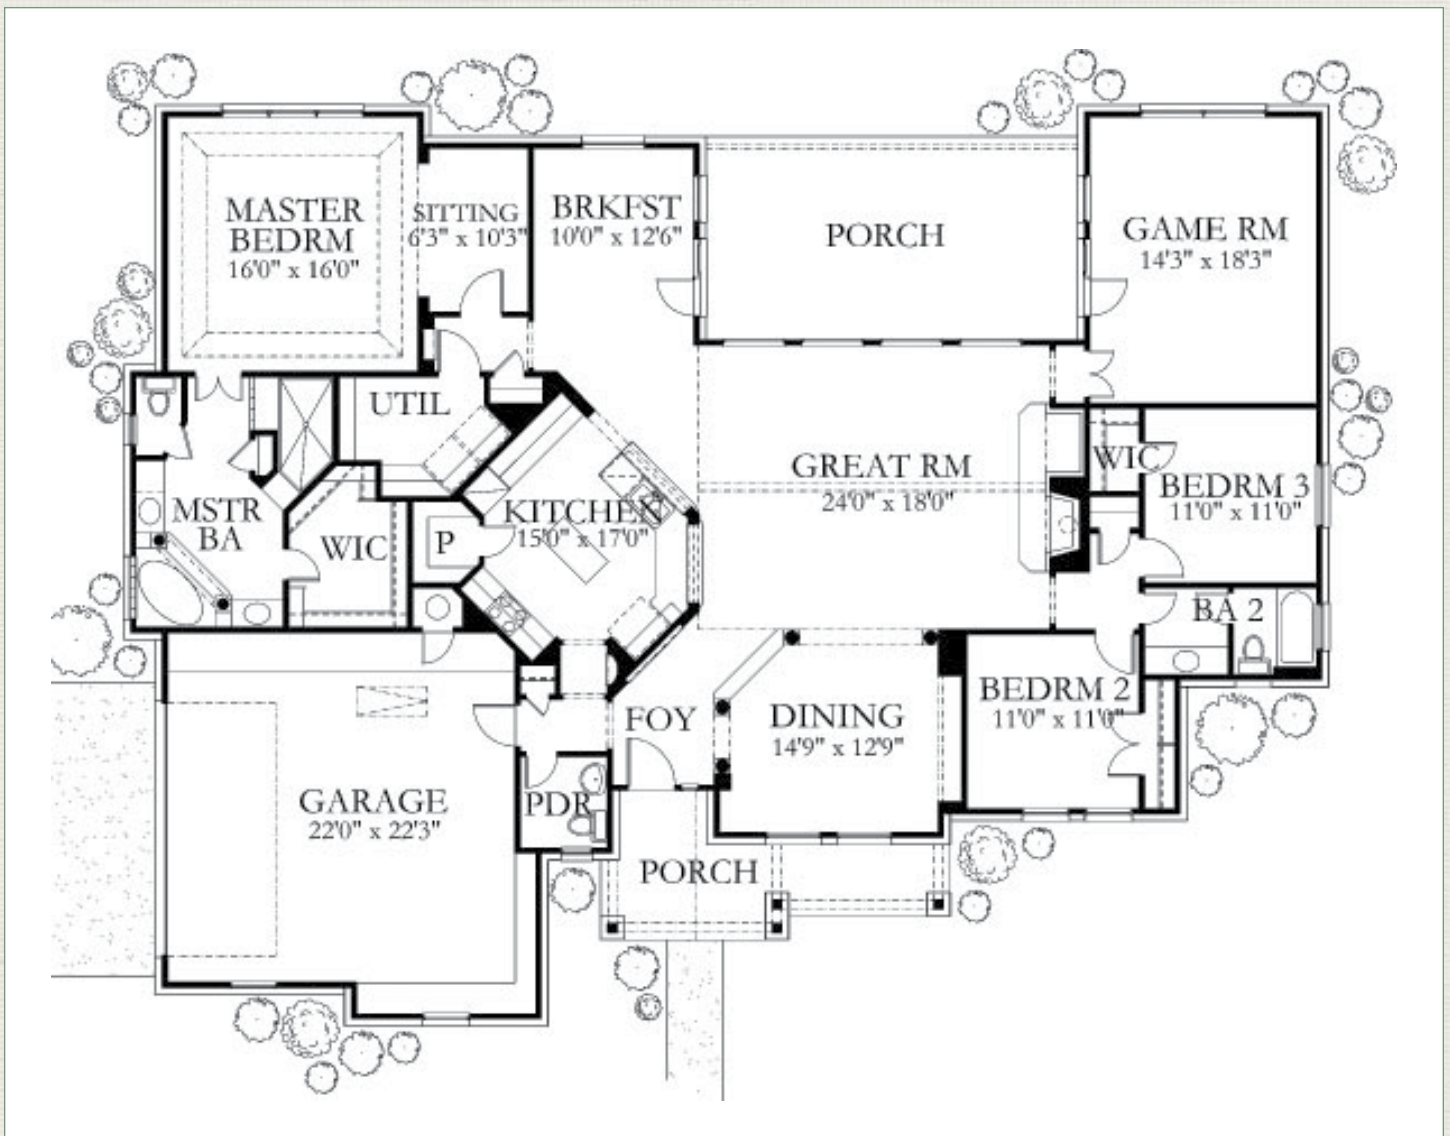 MASTER
BEDRM
16'0" x 16'0"
SITTING
6'3" x 10'3"
BRKFST
10'0" x 12'6"
PORCH
GAME RM
14'3" x 18'3"
UTIL
KITCHEN
15'0" x 17'0"
GREAT RM
24'0" x 18'0"
WIC
BEDRM 3
11'0" x 11'0"
MSTR
BA
WIC
P
BA 2
FOY
DINING
14'9" x 12'9"
BEDRM 2
11'0" x 11'0"
GARAGE
22'0" x 22'3"
PDR
PORCH